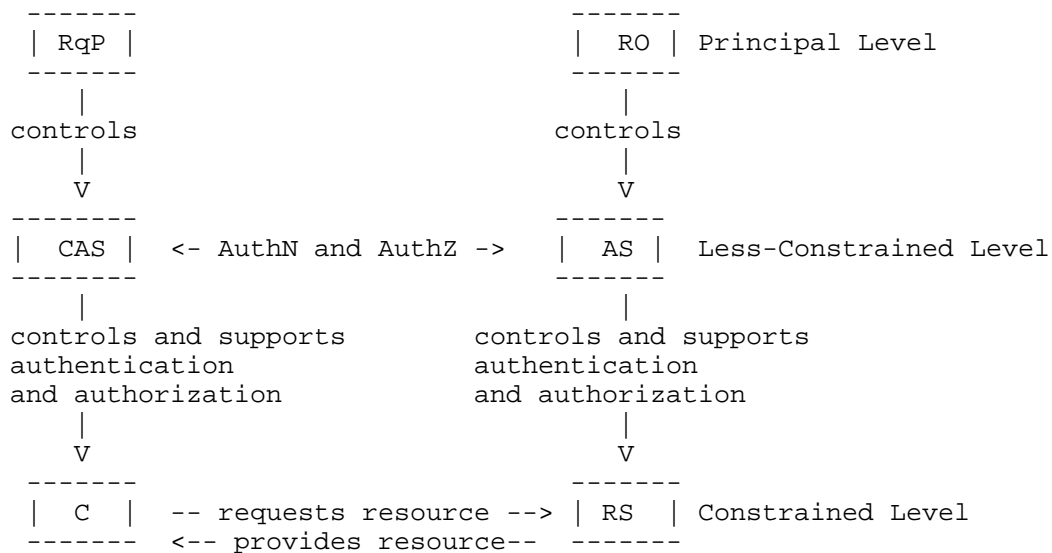 -------                                -------
 | RqP |                                |  RO | Principal Level
 -------                                -------
     |                                      |
controls                               controls
     |                                      |
     V                                      V
--------                               -------
|  CAS |  <- AuthN and AuthZ ->        |  AS |  Less-Constrained Level
--------                               -------
     |                                      |
controls and supports            controls and supports
authentication                   authentication
and authorization                and authorization
     |                                      |
     V                                      V
 -------                                -------
 |  C  |  -- requests resource -->      | RS  | Constrained Level
 -------  <-- provides resource--       -------